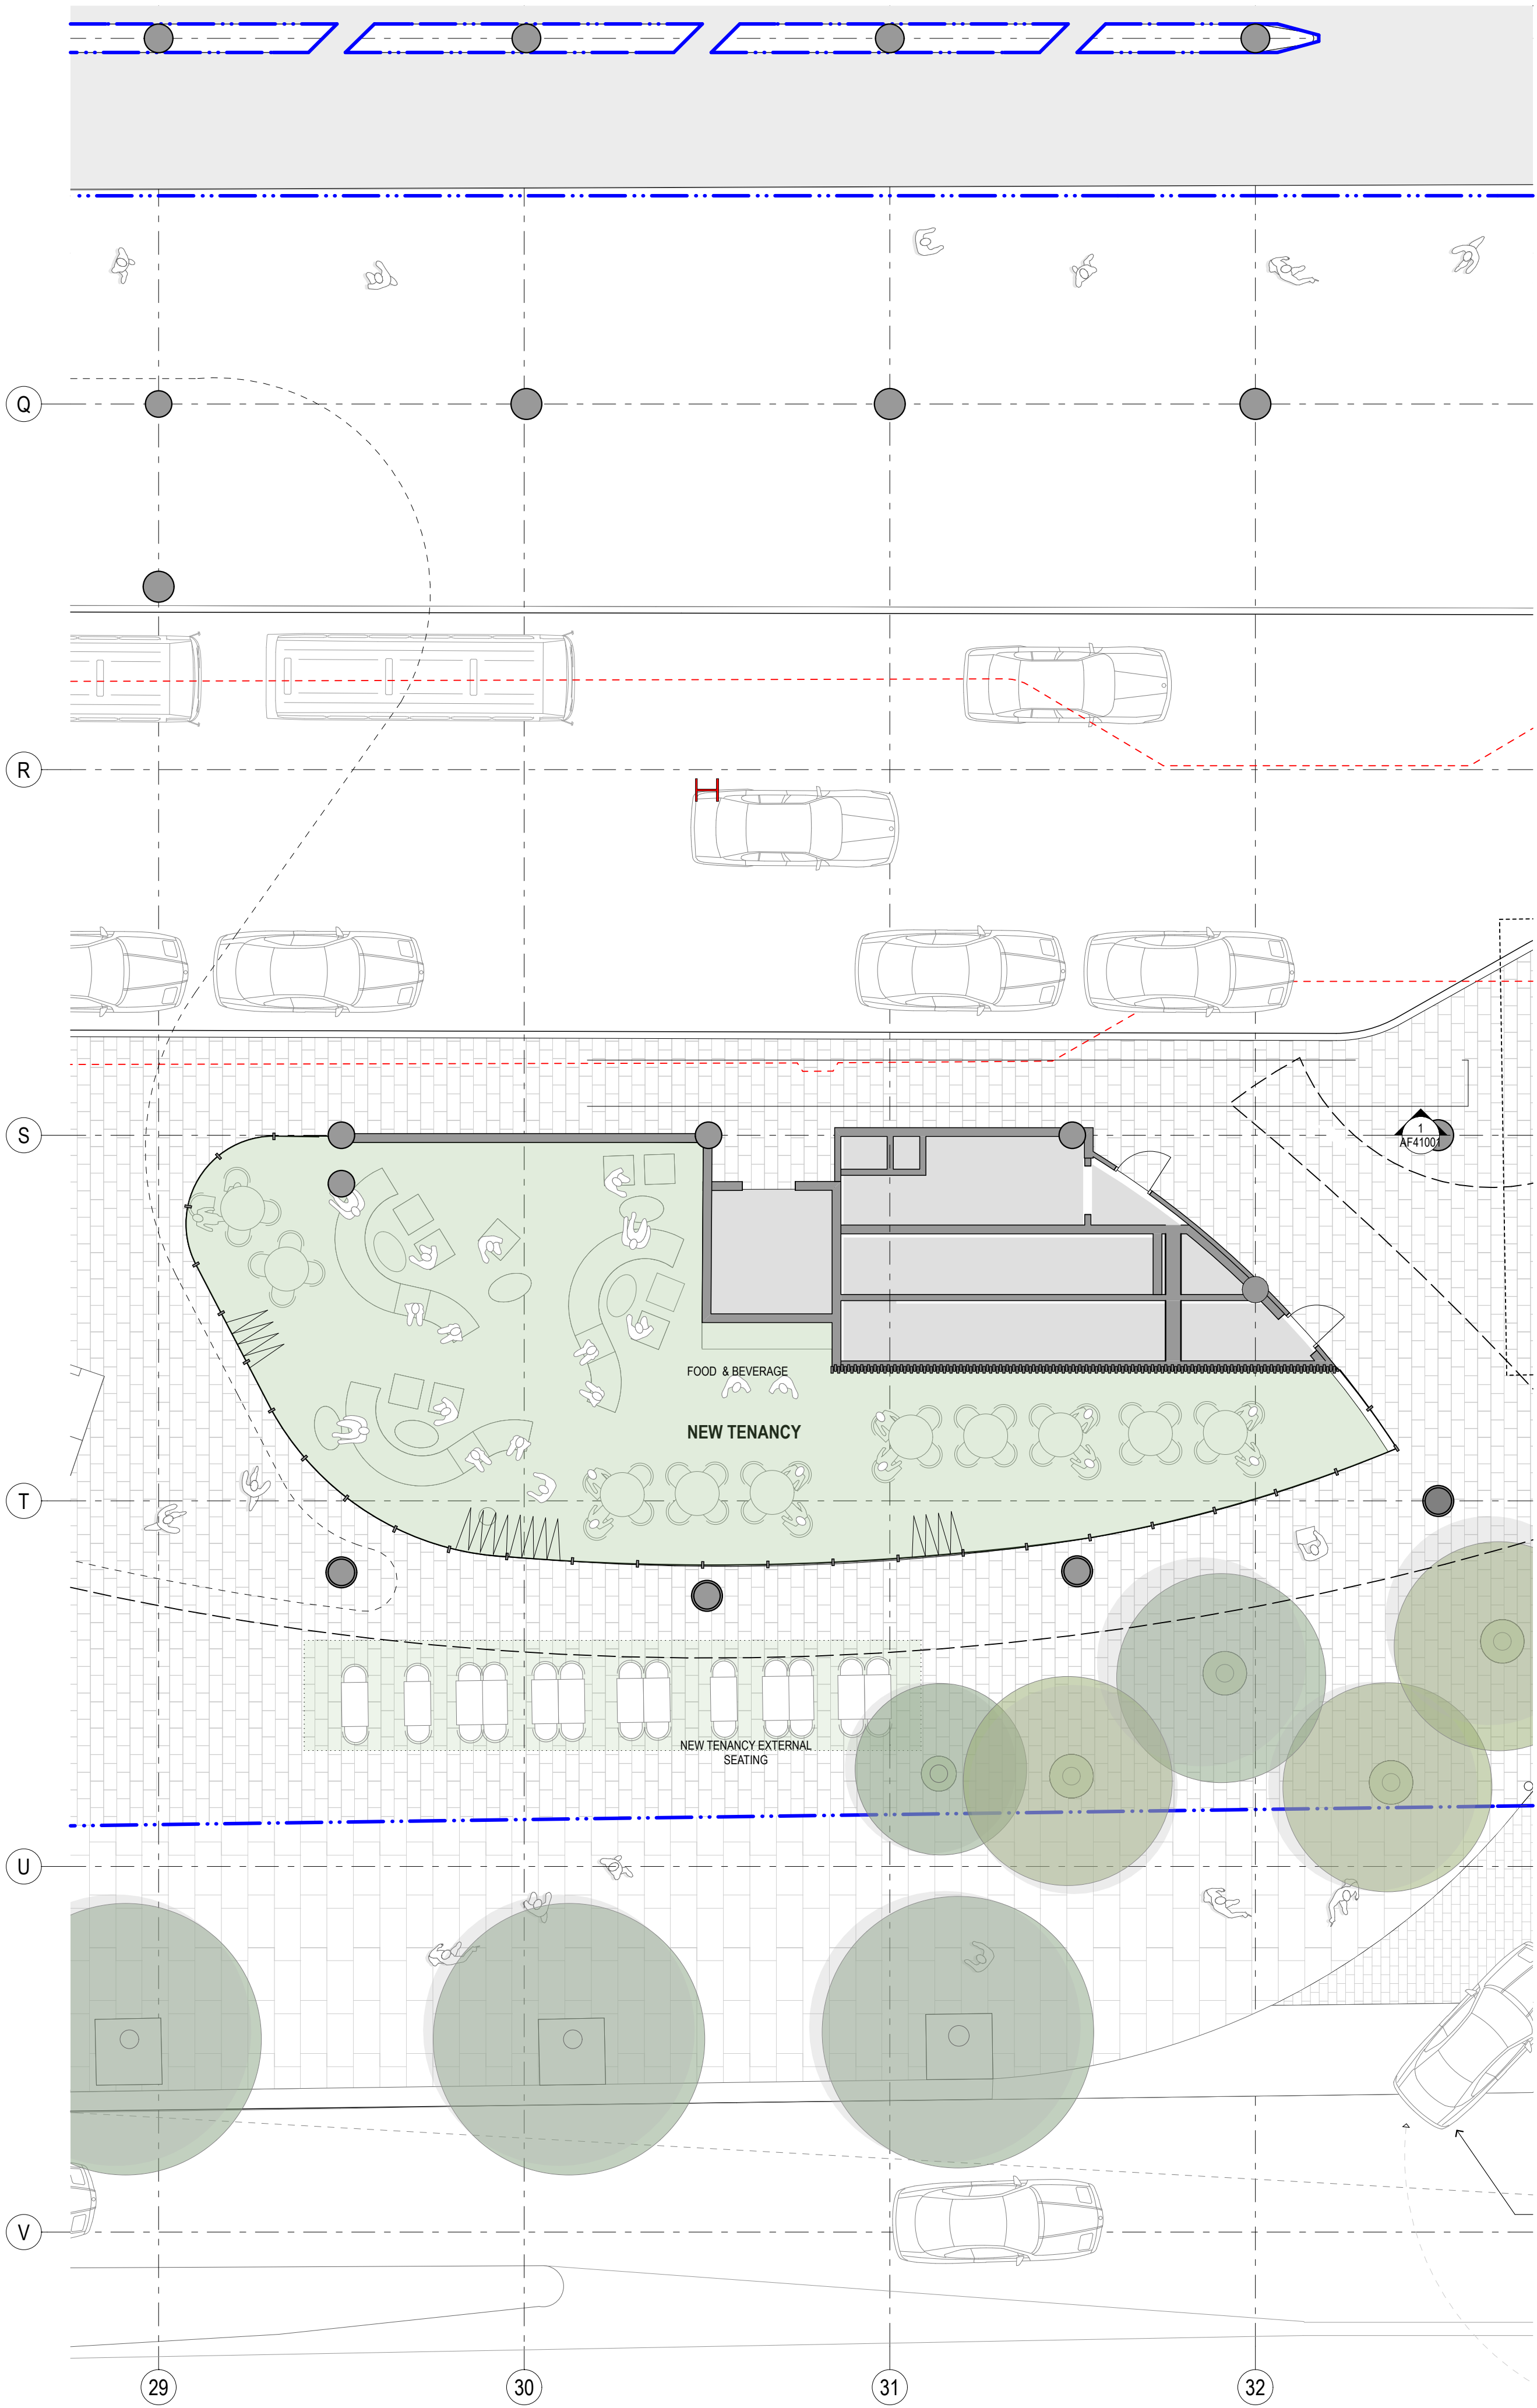 Q
R
S
1
AF41001
FOOD & BEVERAGE
NEW TENANCY
T
NEW TENANCY EXTERNAL
SEATING
U
V
29
30
31
32